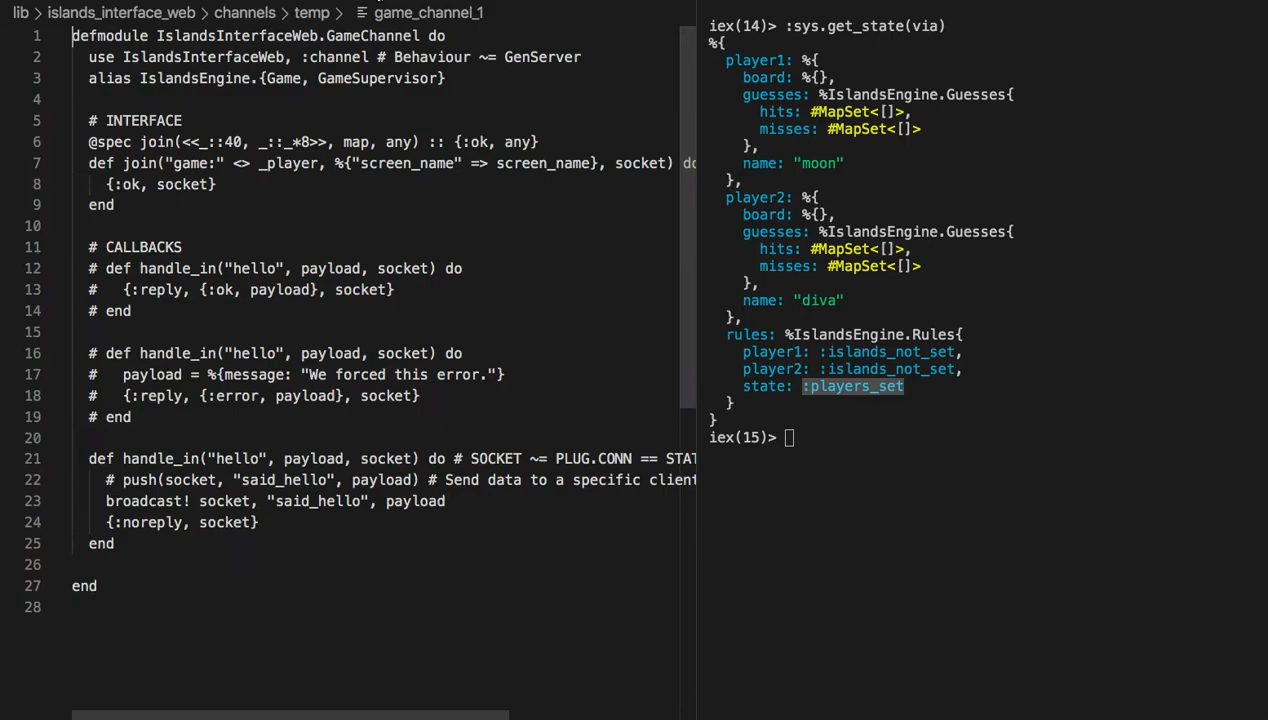 lib > islands_interface_web > channels > temp > game_channel_1
1 defmodule IslandsInterfaceWeb.GameChannel do
2 use IslandsInterfaceWeb, :channel # Behaviour ~= GenServer
3 alias IslandsEngine.{Game, GameSupervisor}
4
5 # INTERFACE
6 @spec join(<<_::40, _::_*8>>, map, any) :: {:ok, any}
7 def join("game:" <> _player, %{"screen_name" => screen_name}, socket) do
8 {:ok, socket}
9 end
10
11 # CALLBACKS
12 # def handle_in("hello", payload, socket) do
13 #   {:reply, {:ok, payload}, socket}
14 # end
15
16 # def handle_in("hello", payload, socket) do
17 #   payload = %{message: "We forced this error."}
18 #   {:reply, {:error, payload}, socket}
19 # end
20
21 def handle_in("hello", payload, socket) do # SOCKET ~= PLUG.CONN == STAT
22 # push(socket, "said_hello", payload) # Send data to a specific client
23 broadcast! socket, "said_hello", payload
24 {:noreply, socket}
25 end
26
27 end
28
iex(14)> :sys.get_state(via)
%{
player1: %{
board: %{},
guesses: %IslandsEngine.Guesses{
hits: #MapSet<[]>,
misses: #MapSet<[]>
},
name: "moon"
},
player2: %{
board: %{},
guesses: %IslandsEngine.Guesses{
hits: #MapSet<[]>,
misses: #MapSet<[]>
},
name: "diva"
},
rules: %IslandsEngine.Rules{
player1: :islands_not_set,
player2: :islands_not_set,
state: :players_set
}
}
iex(15)>